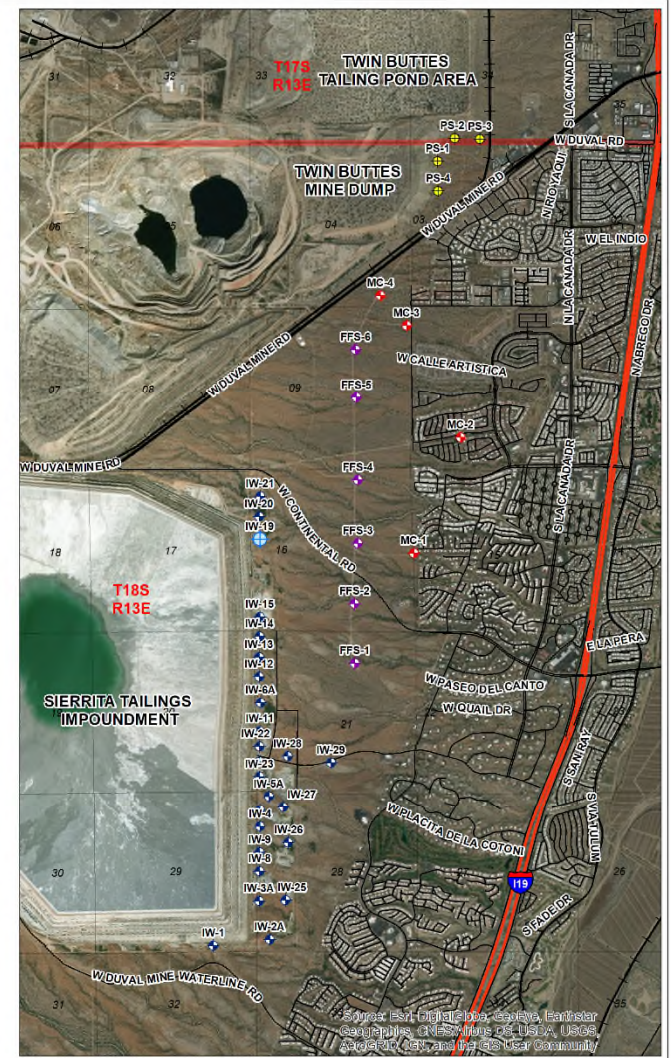 31
32
33
T17S
R13E
TWIN BUTTES
TAILING POND AREA
34
S LA CANADA DR
35
PS-2
PS-3
W DUVAL RD
PS-1
TWIN BUTTES
MINE DUMP
PS-4
N RIO YAQUI
W DUVAL MINE RD
06
05
04
03
W EL INDIO
N LA CANADA DR
N ABREGO DR
MC-4
MC-3
W DUVAL MINE RD
FFS-6
W CALLE ARTISTICA
07
08
09
FFS-5
MC-2
S LA CANADA DR
W DUVAL MINE RD
FFS-4
IW-21
W CONTINENTAL RD
IW-20
IW-19
FFS-3
18
17
16
MC-1
T18S
R13E
FFS-2
IW-15
IW-14
IW-13
E LA PERA
IW-12
FFS-1
IW-6A
W PASEO DEL CANTO
SIERRITA TAILINGS
IMPOUNDMENT
W QUAIL DR
IW-11
21
IW-22
IW-28
IW-29
S SAN RAY
IW-23
IW-5A
IW-27
S VIA TULUM
IW-4
W PLACITA DE LA COTONI
IW-26
IW-9
IW-8
30
29
28
27
26
I19
IW-3A
IW-25
S FADE DR
IW-1
IW-2A
W DUVAL MINE WATERLINE RD
31
32
35
Source: Esri, DigitalGlobe, GeoEye, Earthstar
Geographics, CNES/Airbus DS, USDA, USGS,
AeroGRID, IGN, and the GIS User Community